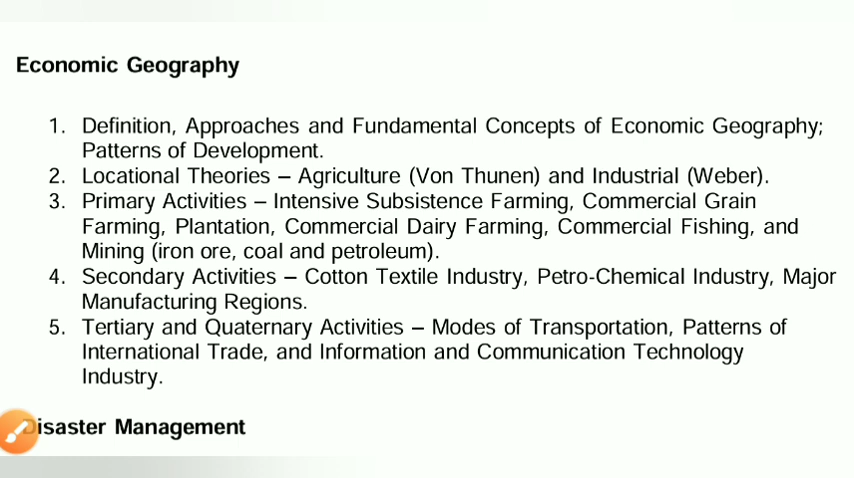 Economic Geography
1. Definition, Approaches and Fundamental Concepts of Economic Geography;
Patterns of Development.
2. Locational Theories – Agriculture (Von Thunen) and Industrial (Weber).
3. Primary Activities – Intensive Subsistence Farming, Commercial Grain
Farming, Plantation, Commercial Dairy Farming, Commercial Fishing, and
Mining (iron ore, coal and petroleum).
4. Secondary Activities – Cotton Textile Industry, Petro-Chemical Industry, Major
Manufacturing Regions.
5. Tertiary and Quaternary Activities – Modes of Transportation, Patterns of
International Trade, and Information and Communication Technology
Industry.
Disaster Management